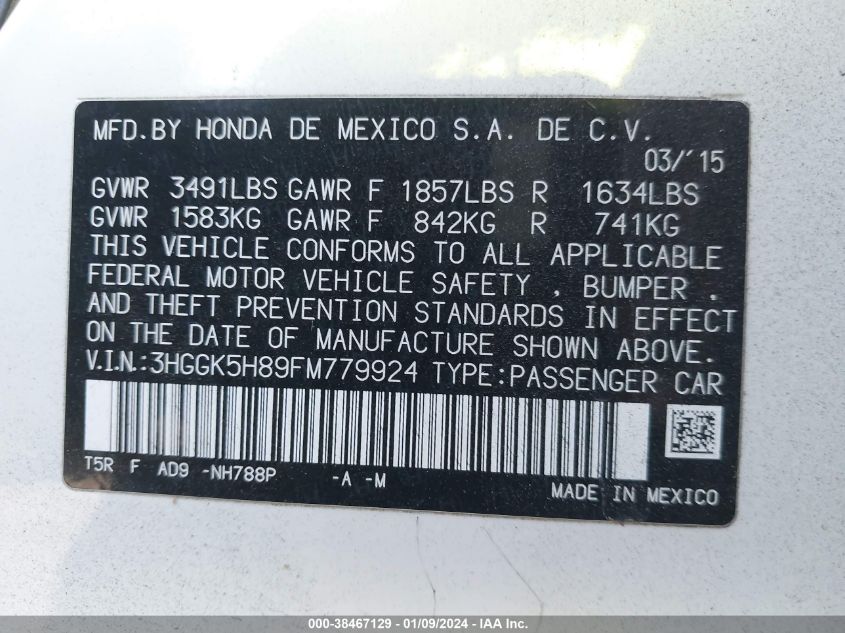 MFD.BY HONDA DE MEXICO S.A. DE C.V.
03/'15
GVWR 3491LBS GAWR F 1857LBS R 1634LBS
GVWR 1583KG GAWR F 842KG R 741KG
THIS VEHICLE CONFORMS TO ALL APPLICABLE
FEDERAL MOTOR VEHICLE SAFETY , BUMPER ,
AND THEFT PREVENTION STANDARDS IN EFFECT
ON THE DATE OF MANUFACTURE SHOWN ABOVE.
V.I.N.:3HGGK5H89FM779924 TYPE:PASSENGER CAR
T5R F AD9 -NH788P -A -M
MADE IN MEXICO
000-38467129 - 01/09/2024 - IAA Inc.